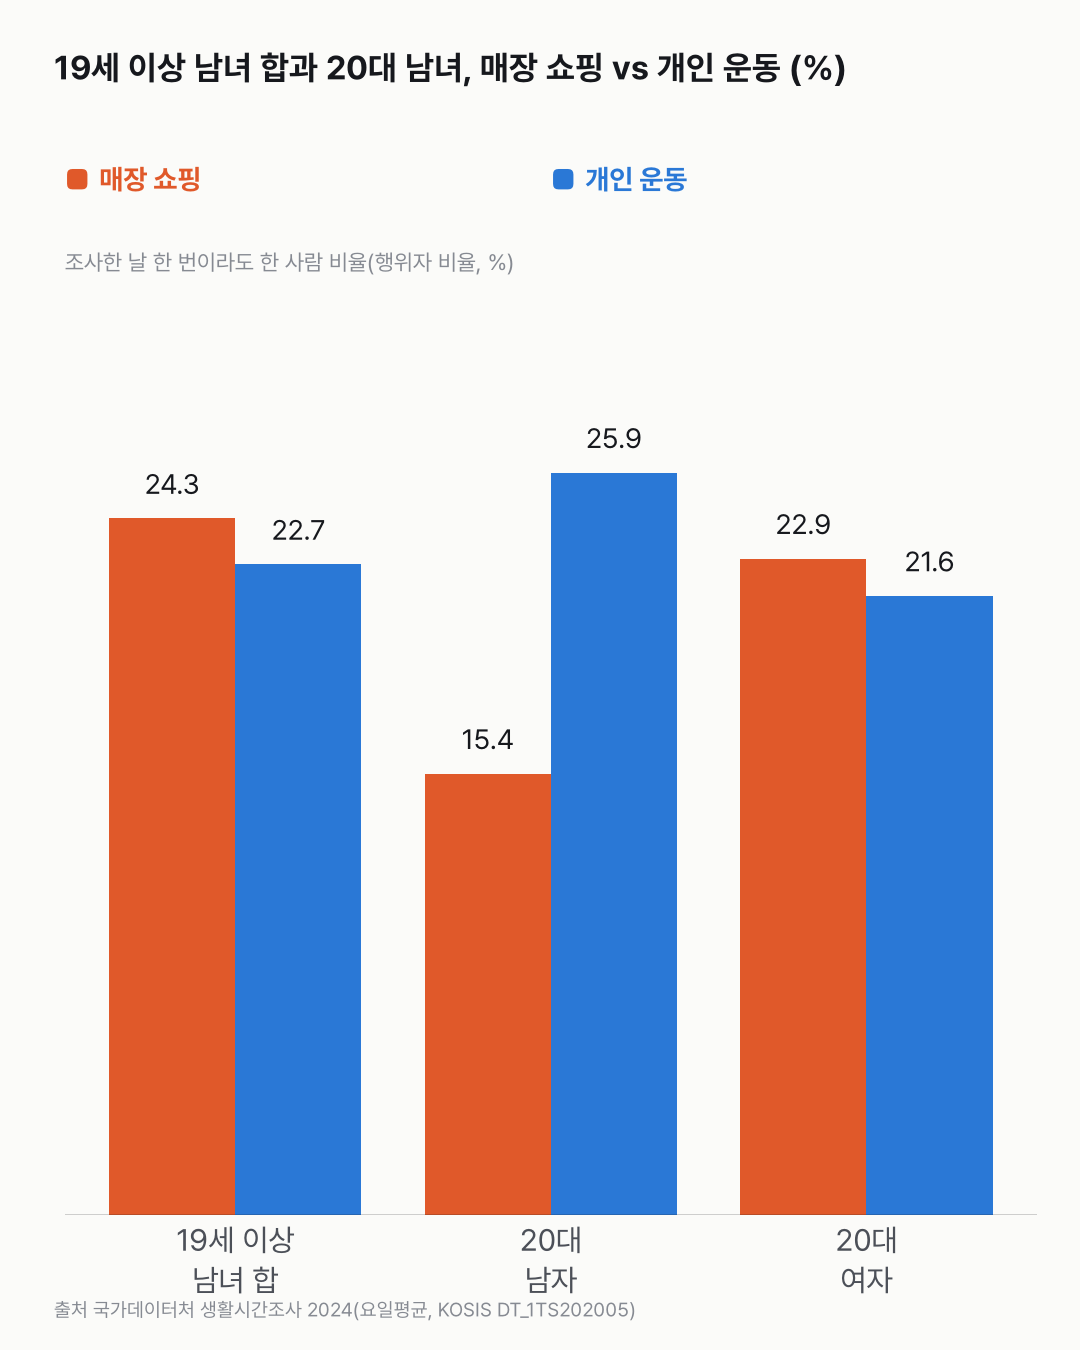 19세 이상 남녀 합과 20대 남녀, 매장 쇼핑 vs 개인 운동 (%)
매장 쇼핑 개인 운동
조사한 날 한 번이라도 한 사람 비율(행위자 비율, %)
24.3 22.7 15.4 25.9 22.9 21.6
19세 이상 20대 20대
남녀 합 남자 여자
출처 국가데이터처 생활시간조사 2024(요일평균, KOSIS DT_1TS202005)